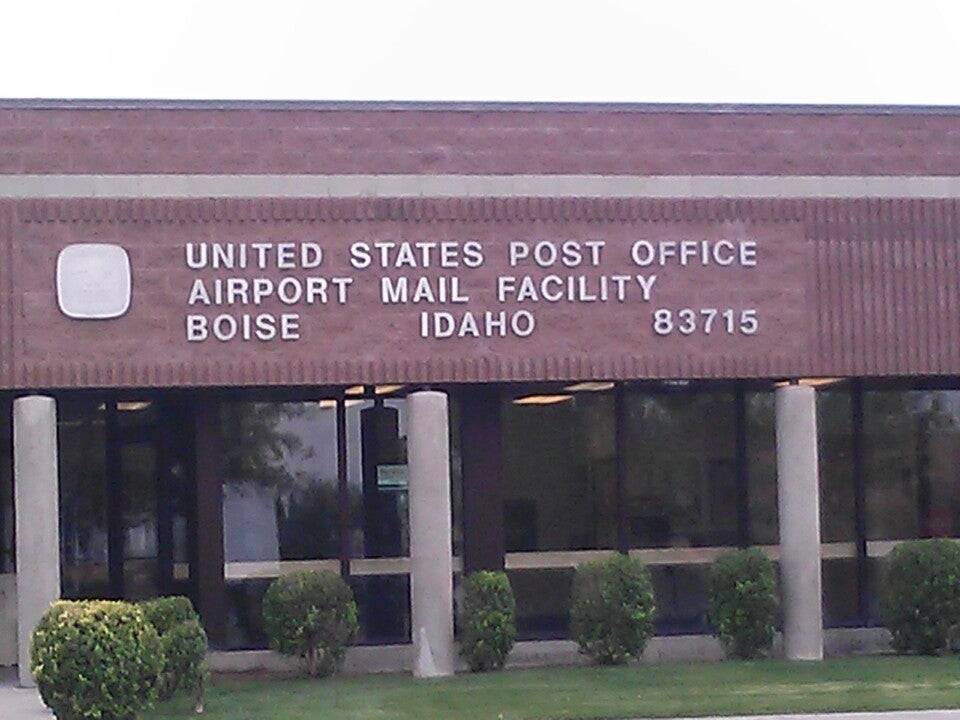 UNITED STATES POST OFFICE
AIRPORT MAIL FACILITY
BOISE IDAHO 83715